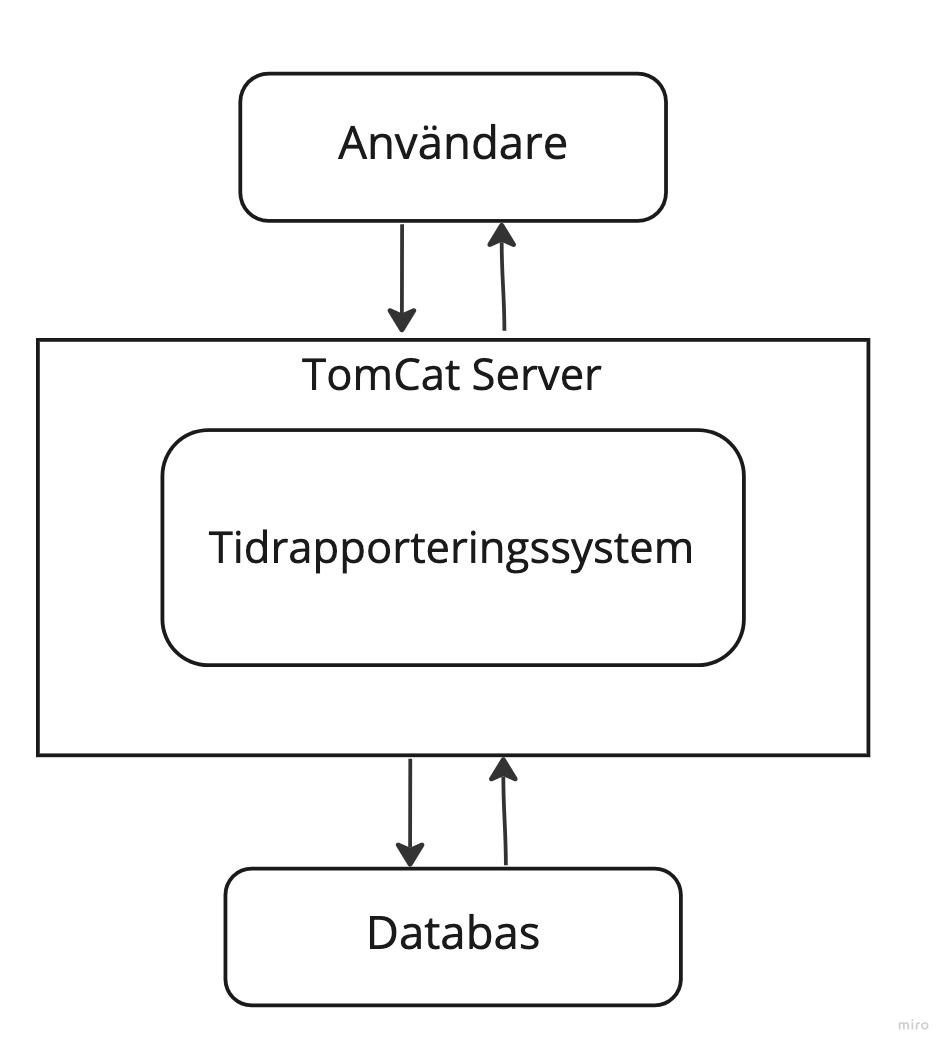 Användare
TomCat Server
Tidrapporteringssystem
Databas
miro